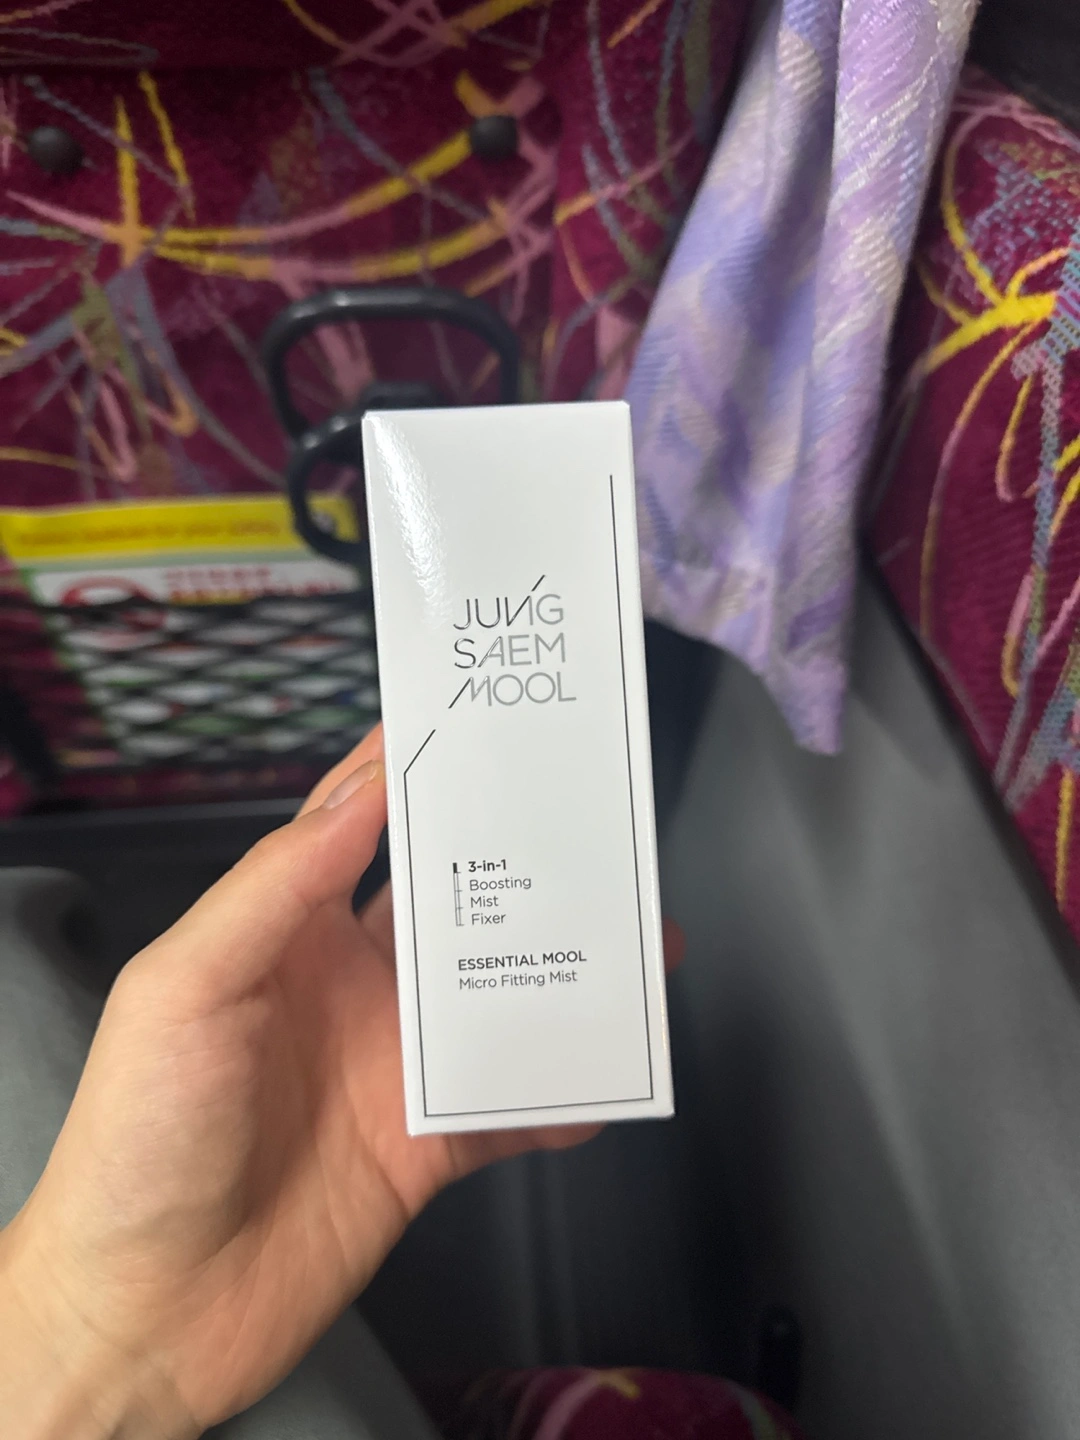 JUNG
SAEM
MOOL
3-in-1
Boosting
Mist
Fixer
ESSENTIAL MOOL
Micro Fitting Mist